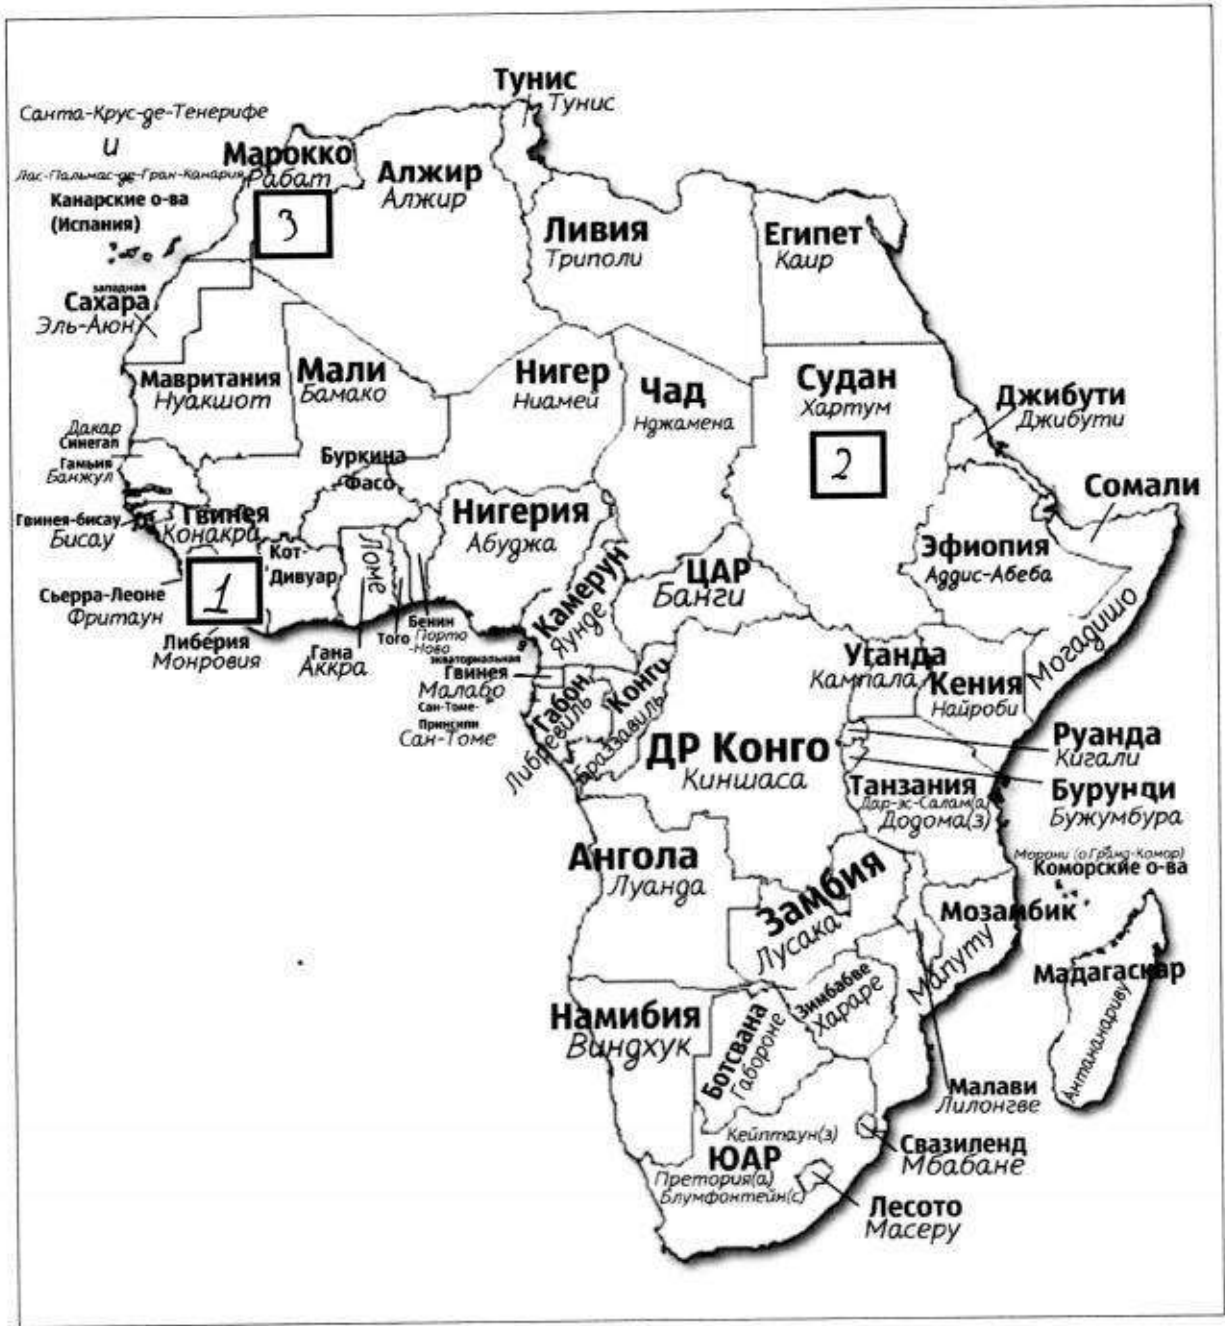 Тунис
Тунис
Санта-Крус-де-Тенерифе
и
Лас-Пальмас-де-Гран-Канария
Канарские о-ва
(Испания)
Марокко
Рабат
3
Алжир
Алжир
Ливия
Триполи
Египет
Каир
западная
Сахара
Эль-Аюн
Мавритания
Нуакшот
Мали
Бамако
Нигер
Ниамей
Чад
Нджамена
Судан
Хартум
2
Джибути
Джибути
Дакар
Синегал
Гамьия
Банжул
Гвинея-бисау
Бисау
Гвинея
Конакра
Буркина
Фасо
Нигерия
Абуджа
Сомали
Могадишо
Эфиопия
Аддис-Абеба
Кот-
Дивуар
1
Сьерра-Леоне
Фритаун
Либерия
Монровия
Гана
Аккра
Ломе
Того
Бенин
Порто
-Ново
Камерун
Яунде
ЦАР
Банги
экваториальная
Гвинея
Малабо
Сан-Томе-
Принсипи
Сан-Томе
Габон
Либревиль
Конго
Браззавиль
ДР Конго
Киншаса
Уганда
Кампала
Кения
Найроби
Руанда
Кигали
Бурунди
Бужумбура
Танзания
Дар-эс-Салам(а)
Додома(з)
Ангола
Луанда
Замбия
Лусака
Морони (о Гранд-Комор)
Коморские о-ва
Мозамбик
Мапуту
Мадагаскар
Антананариву
Намибия
Виндхук
Ботсвана
Габороне
Зимбабве
Хараре
Малави
Лилонгве
Кейптаун(з)
ЮАР
Претория(а)
Блумфонтейн(с)
Свазиленд
Мбабане
Лесото
Масеру